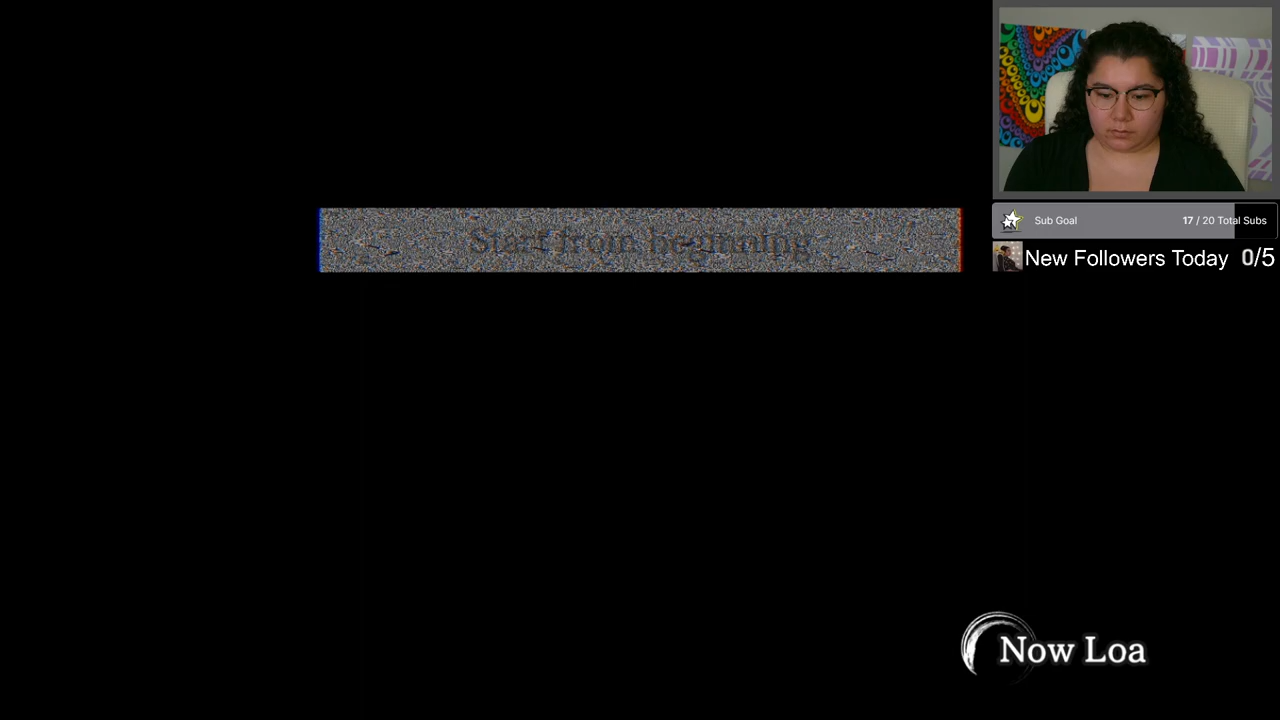 Sub Goal 17 / 20 Total Subs
New Followers Today 0/5
Start from beginning
Now Loa